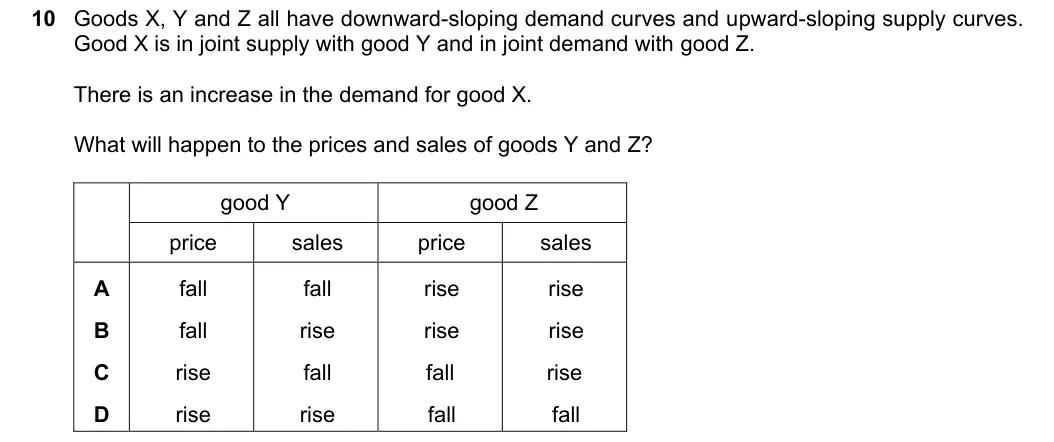 10 Goods X, Y and Z all have downward-sloping demand curves and upward-sloping supply curves.
Good X is in joint supply with good Y and in joint demand with good Z.
There is an increase in the demand for good X.
What will happen to the prices and sales of goods Y and Z?
good Y good Z
price sales price sales
A fall fall rise rise
B fall rise rise rise
C rise fall fall rise
D rise rise fall fall